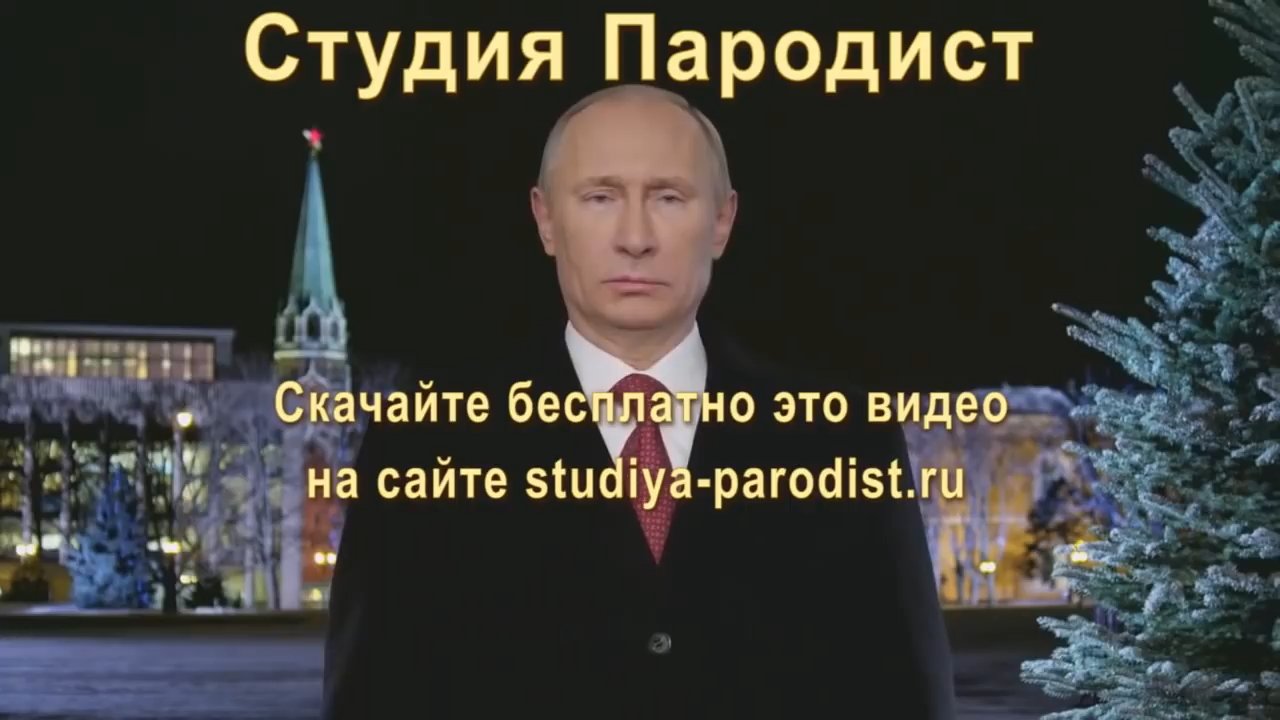 Студия Пародист
Скачайте бесплатно это видео
на сайте studiya-parodist.ru